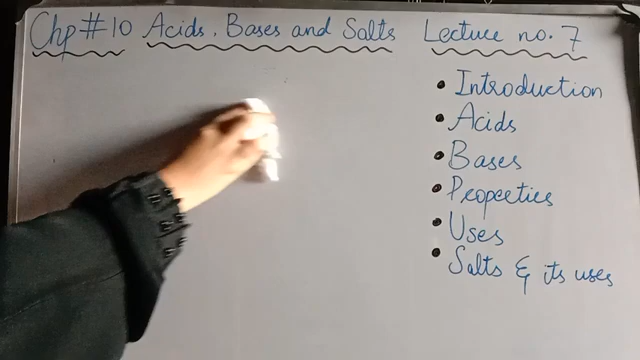 Chp #10 Acids, Bases and Salts Lecture no. 7
• Introduction
• Acids
• Bases
• Properties
• Uses
• Salts & its uses